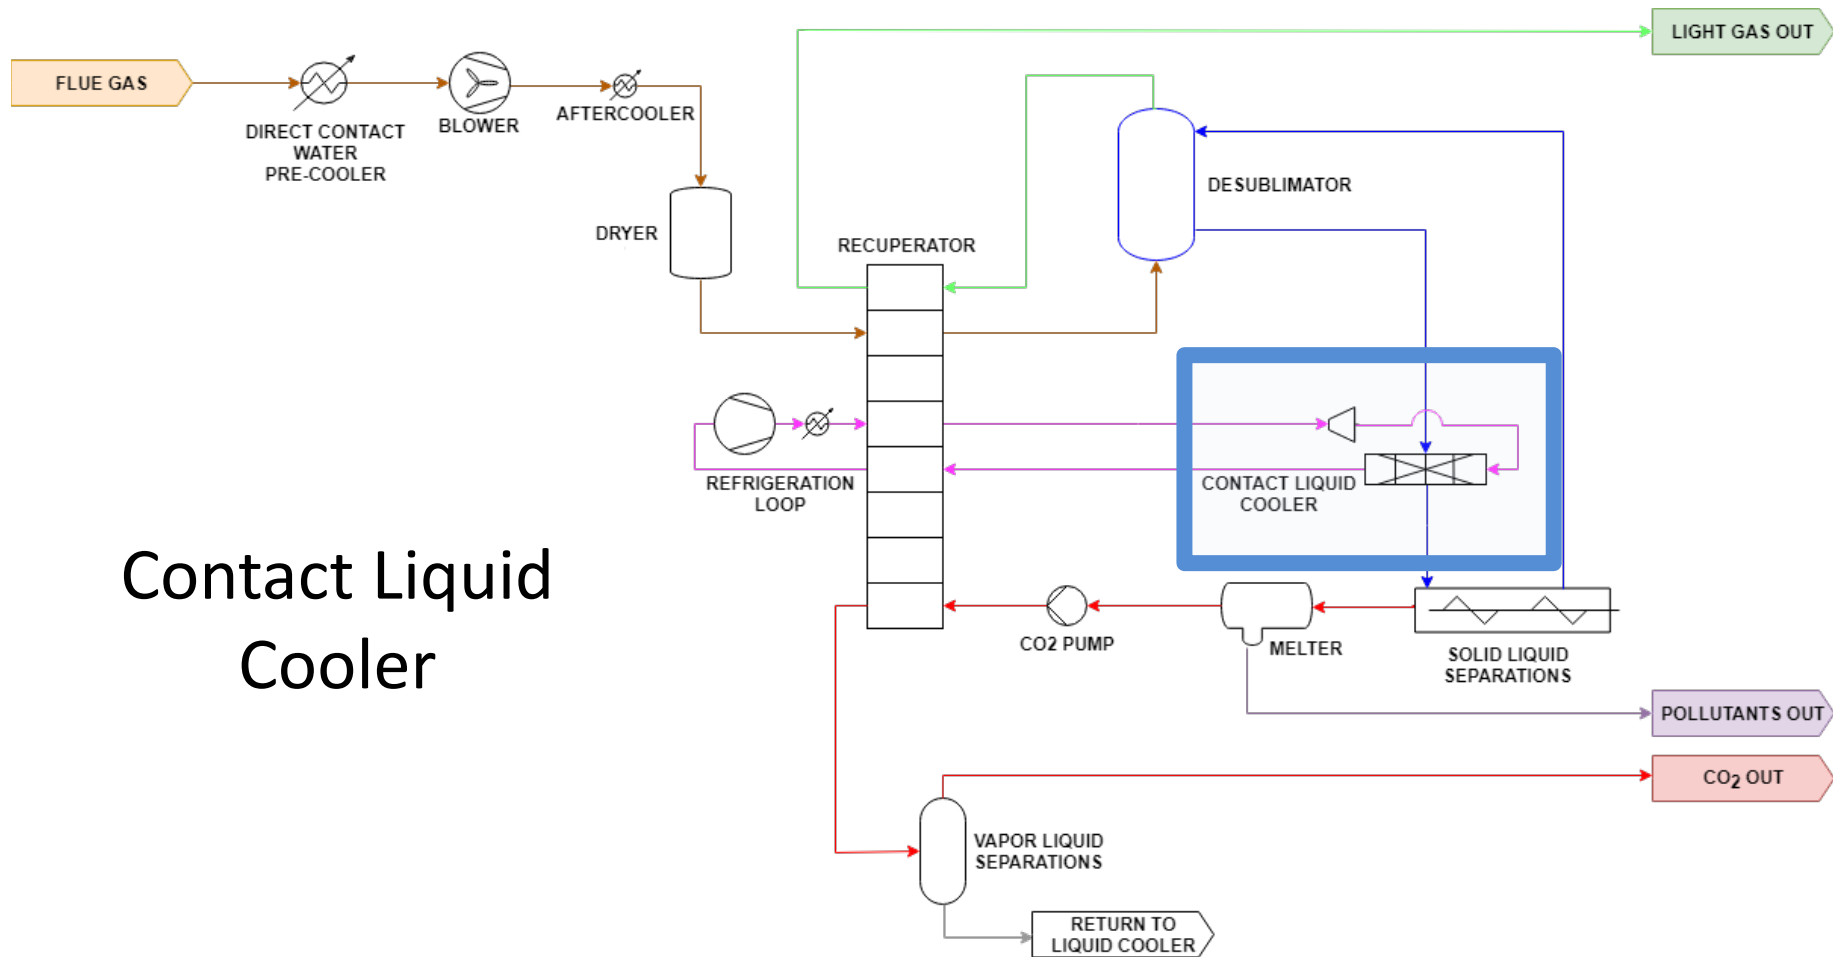 LIGHT GAS OUT
FLUE GAS
DIRECT CONTACT
WATER
PRE-COOLER
BLOWER
AFTERCOOLER
DESUBLIMATOR
DRYER
RECUPERATOR
REFRIGERATION
LOOP
CONTACT LIQUID
COOLER
Contact Liquid
Cooler
CO2 PUMP
MELTER
SOLID LIQUID
SEPARATIONS
POLLUTANTS OUT
CO₂ OUT
VAPOR LIQUID
SEPARATIONS
RETURN TO
LIQUID COOLER